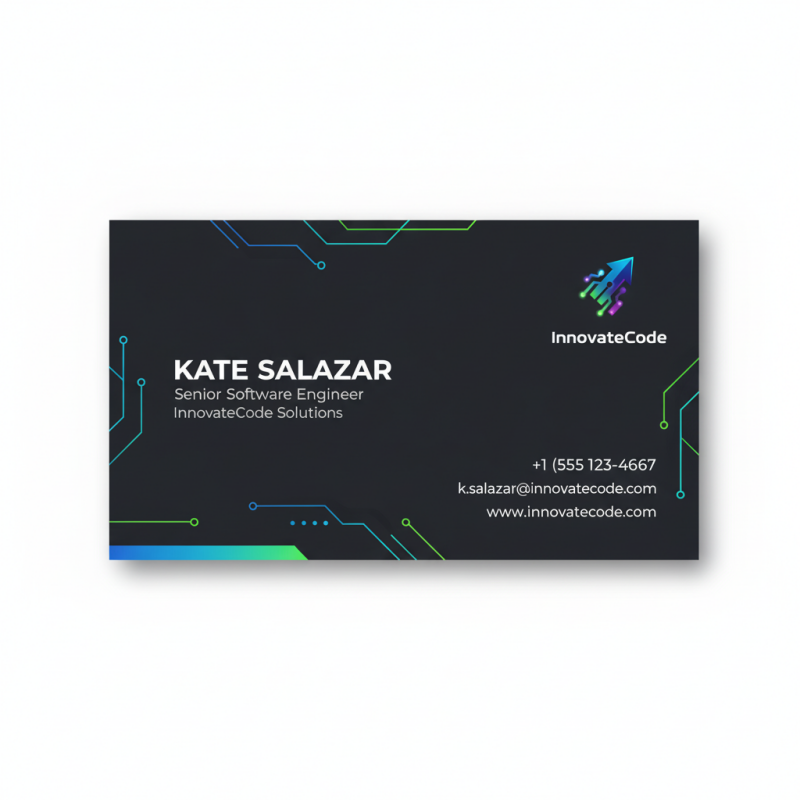 InnovateCode
KATE SALAZAR
Senior Software Engineer
InnovateCode Solutions
+1 (555 123-4667
k.salazar@innovatecode.com
www.innovatecode.com